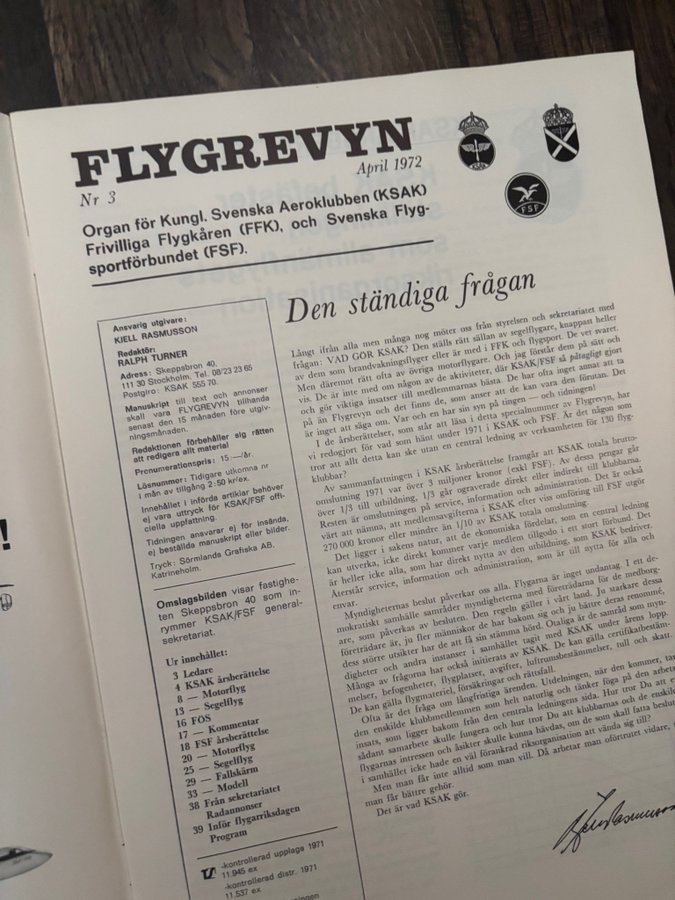 FLYGREVYN
Nr 3
April 1972
Organ för Kungl. Svenska Aeroklubben (KSAK)
Frivilliga Flygkåren (FFK), och Svenska Flyg-
sportförbundet (FSF).
FSF
Ansvarig utgivare:
KJELL RASMUSSON
Redaktör:
RALPH TURNER
Adress: Skeppsbron 40,
111 30 Stockholm. Tel. 08/23 23 65
Postgiro: KSAK 555 70.
Manuskript till text och annonser
skall vara FLYGREVYN tillhanda
senast den 15 månaden före utgiv-
ningsmånaden.
Redaktionen förbehåller sig rätten
att redigera allt material
Prenumerationspris: 15 —/år.
Lösnummer: Tidigare utkomna nr
i mån av tillgång 2:50 kr/ex.
Innehållet i införda artiklar behöver
ej vara uttryck för KSAK/FSF offi-
ciella uppfattning.
Tidningen ansvarar ej för insända,
ej beställda manuskript eller bilder.
Tryck: Sörmlands Grafiska AB,
Katrineholm.
Omslagsbilden visar fastighe-
ten Skeppsbron 40 som in-
rymmer KSAK/FSF general-
sekretariat.
Ur innehållet:
3 Ledare
4 KSAK årsberättelse
8 — Motorflyg
13 — Segelflyg
16 FÖS
17 — Kommentar
18 FSF årsberättelse
20 — Motorflyg
25 — Segelflyg
29 — Fallskärm
33 — Modell
38 Från sekretariatet
Radannonser
39 Inför flygarriksdagen
Program
-kontrollerad upplaga 1971
11.945 ex
-kontrollerad distr. 1971
11.537 ex
Den ständiga frågan
Långt ifrån alla men många nog möter oss från styrelsen och sekretariatet med
frågan: VAD GÖR KSAK? Den ställs rätt sällan av segelflygare, knappast heller
av dem som brandvakningsflyger eller är med i FFK och flygsport. De vet svaret.
Men däremot rätt ofta av övriga motorflygare. Och jag förstår dem på sätt och
vis. De är inte med om någon av de aktiviteter, där KSAK/FSF så påtagligt gjort
och gör viktiga insatser till medlemmarnas bästa. De har ofta inget annat att ta
på än Flygrevyn och det finns de, som anser att de kan vara den förutan. Det
är inget att säga om. Var och en har sin syn på tingen — och tidningen!
I de årsberättelser, som står att läsa i detta specialnummer av Flygrevyn, har
vi redogjort för vad som hänt under 1971 i KSAK och FSF. Är det någon som
tror att allt detta kan ske utan en central ledning av verksamheten för 130 flyg-
klubbar?
Av sammanfattningen i KSAK årsberättelse framgår att KSAK totala brutto-
omslutning 1971 var över 3 miljoner kronor (exkl FSF). Av dessa pengar går
över 1/3 till utbildning, 1/3 går ograverade direkt eller indirekt till klubbarna.
Resten är omslutningen på service, information och administration. Det är också
värt att nämna, att medlemsavgifterna i KSAK efter viss omföring till FSF utgör
270 000 kronor eller mindre än 1/10 av KSAK totala omslutning.
Det ligger i sakens natur, att de ekonomiska fördelar, som en central ledning
kan utverka, icke direkt kommer varje medlem tillgodo i ett stort förbund. Det
är heller icke alla, som har direkt nytta av den utbildning, som KSAK bedriver.
Återstår service, information och administration, som är till nytta för alla och
envar.
Myndigheternas beslut påverkar oss alla. Flygarna är inget undantag. I ett de-
mokratiskt samhälle samråder myndigheterna med företrädarna för de medborg-
are, som påverkas av besluten. Den regeln gäller i vårt land. Ju starkare dessa
företrädare är, ju fler människor de har bakom sig och ju bättre deras renommé,
dess större utsikter har de att få sin stämma hörd. Otaliga är de samråd som myn-
digheter och andra instanser i samhället tagit med KSAK under årens lopp.
Många av frågorna har också initierats av KSAK. De kan gälla certifikatbestäm-
melser, befogenheter, flygplatser, avgifter, luftrumsbestämmelser, tull och skatt.
De kan gälla flygmateriel, försäkringar och rättsfall.
Ofta är det fråga om långfristiga ärenden. Utdelningen, när den kommer, tar
den enskilde klubbmedlemmen som helt naturlig och tänker föga på den arbets-
insats, som ligger bakom från den centrala ledningens sida. Hur tror Du att e
sådant samarbete skulle fungera och hur tror Du att klubbarnas och de enskilda
flygarnas intressen och åsikter skulle kunna hävdas, om de som skall fatta beslut
i samhället icke hade en väl förankrad riksorganisation att vända sig till?
Men man får inte alltid som man vill. Då arbetar man oförtrutet vidare,
man får bättre gehör.
Det är vad KSAK gör.